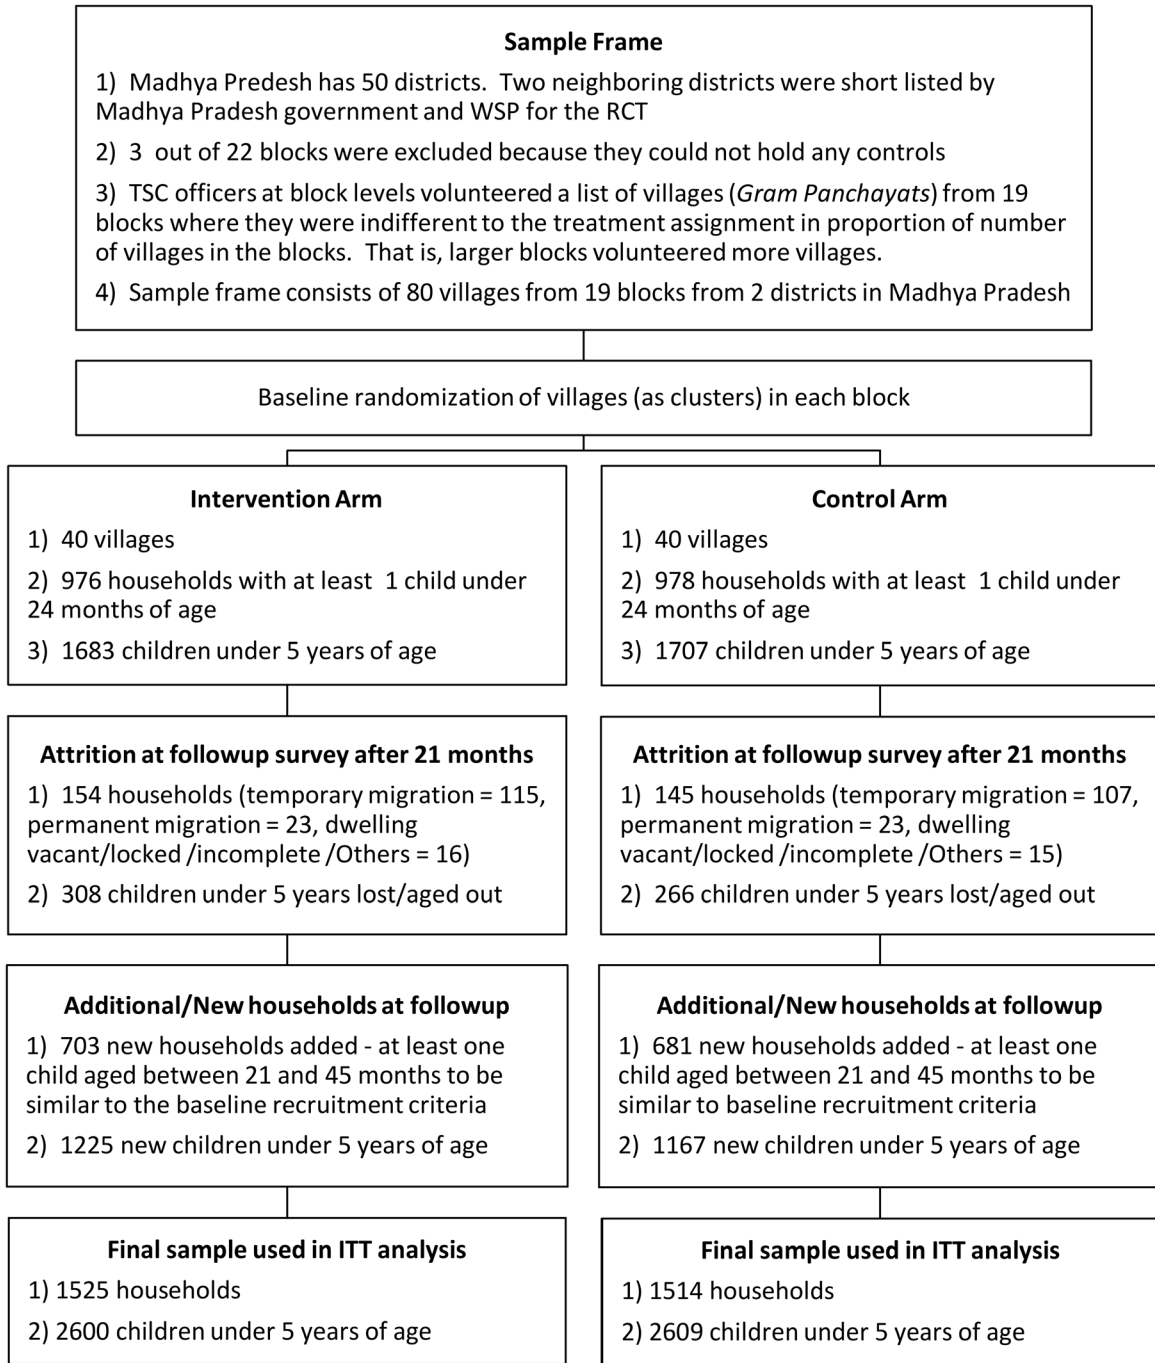 Sample Frame
1) Madhya Predesh has 50 districts. Two neighboring districts were short listed by
Madhya Pradesh government and WSP for the RCT
2) 3 out of 22 blocks were excluded because they could not hold any controls
3) TSC officers at block levels volunteered a list of villages (Gram Panchayats) from 19
blocks where they were indifferent to the treatment assignment in proportion of number
of villages in the blocks. That is, larger blocks volunteered more villages.
4) Sample frame consists of 80 villages from 19 blocks from 2 districts in Madhya Pradesh
Baseline randomization of villages (as clusters) in each block
Intervention Arm
1) 40 villages
2) 976 households with at least 1 child under
24 months of age
3) 1683 children under 5 years of age
Control Arm
1) 40 villages
2) 978 households with at least 1 child under
24 months of age
3) 1707 children under 5 years of age
Attrition at followup survey after 21 months
1) 154 households (temporary migration = 115,
permanent migration = 23, dwelling
vacant/locked /incomplete /Others = 16)
2) 308 children under 5 years lost/aged out
Attrition at followup survey after 21 months
1) 145 households (temporary migration = 107,
permanent migration = 23, dwelling
vacant/locked /incomplete /Others = 15)
2) 266 children under 5 years lost/aged out
Additional/New households at followup
1) 703 new households added - at least one
child aged between 21 and 45 months to be
similar to the baseline recruitment criteria
2) 1225 new children under 5 years of age
Additional/New households at followup
1) 681 new households added - at least one
child aged between 21 and 45 months to be
similar to baseline recruitment criteria
2) 1167 new children under 5 years of age
Final sample used in ITT analysis
1) 1525 households
2) 2600 children under 5 years of age
Final sample used in ITT analysis
1) 1514 households
2) 2609 children under 5 years of age